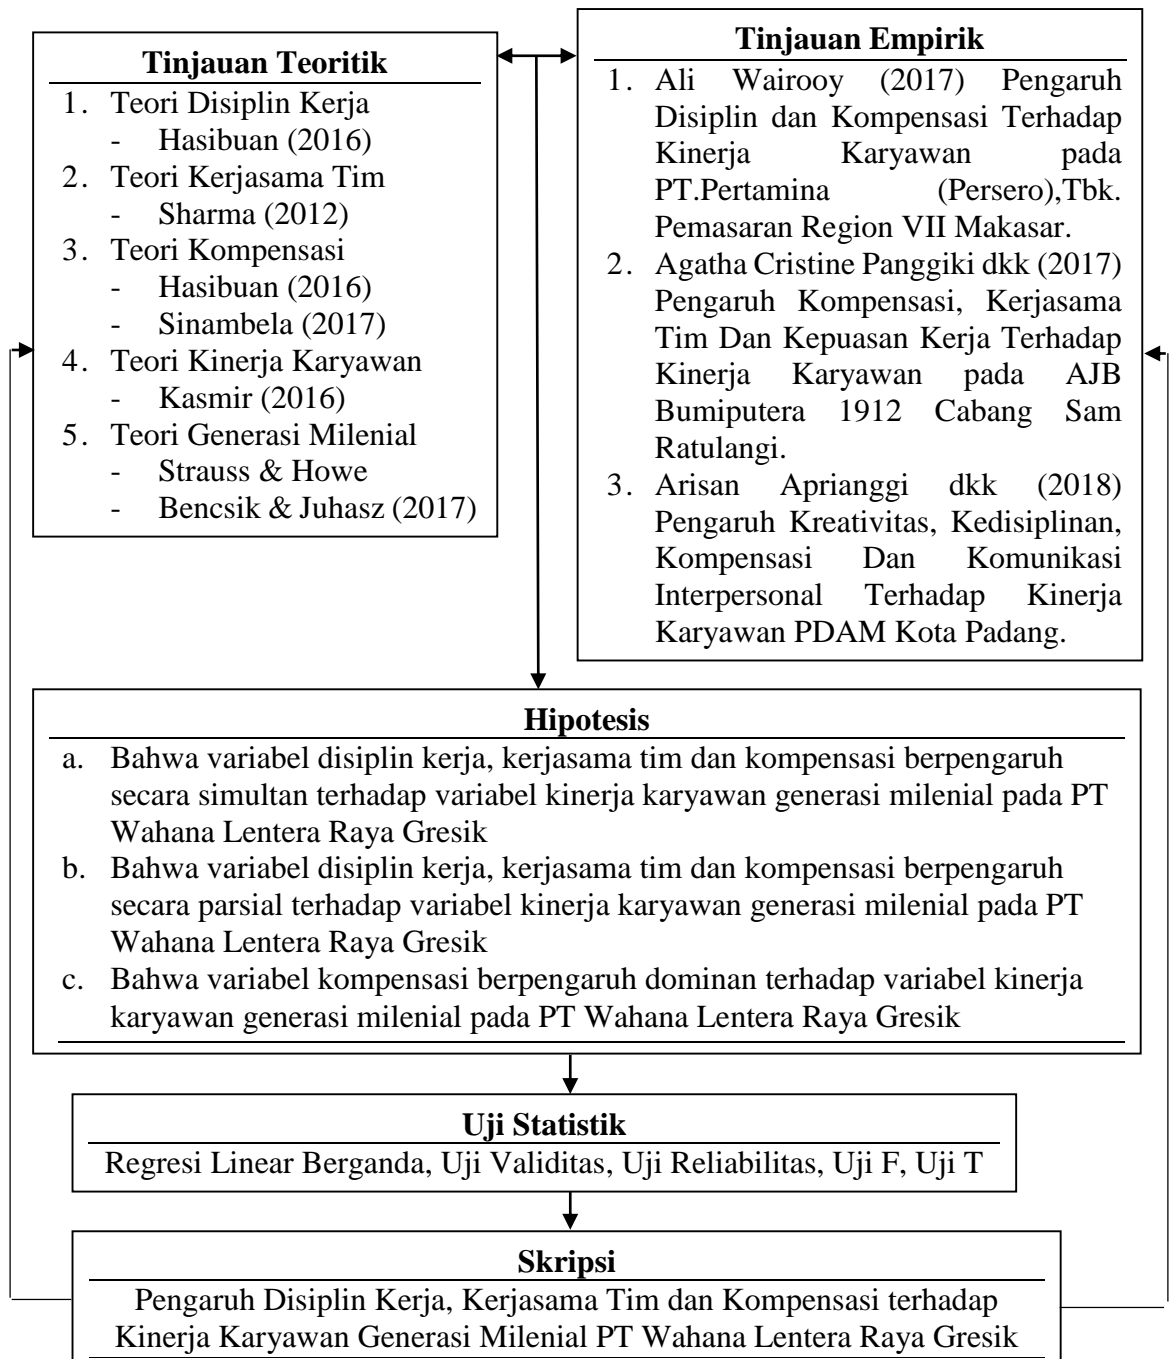 Tinjauan Teoritik
1. Teori Disiplin Kerja
- Hasibuan (2016)
2. Teori Kerjasama Tim
- Sharma (2012)
3. Teori Kompensasi
- Hasibuan (2016)
- Sinambela (2017)
4. Teori Kinerja Karyawan
- Kasmir (2016)
5. Teori Generasi Milenial
- Strauss & Howe
- Bencsik & Juhasz (2017)
Tinjauan Empirik
1. Ali Wairooy (2017) Pengaruh
Disiplin dan Kompensasi Terhadap
Kinerja Karyawan pada
PT.Pertamina (Persero),Tbk.
Pemasaran Region VII Makasar.
2. Agatha Cristine Panggiki dkk (2017)
Pengaruh Kompensasi, Kerjasama
Tim Dan Kepuasan Kerja Terhadap
Kinerja Karyawan pada AJB
Bumiputera 1912 Cabang Sam
Ratulangi.
3. Arisan Aprianggi dkk (2018)
Pengaruh Kreativitas, Kedisiplinan,
Kompensasi Dan Komunikasi
Interpersonal Terhadap Kinerja
Karyawan PDAM Kota Padang.
Hipotesis
a. Bahwa variabel disiplin kerja, kerjasama tim dan kompensasi berpengaruh
secara simultan terhadap variabel kinerja karyawan generasi milenial pada PT
Wahana Lentera Raya Gresik
b. Bahwa variabel disiplin kerja, kerjasama tim dan kompensasi berpengaruh
secara parsial terhadap variabel kinerja karyawan generasi milenial pada PT
Wahana Lentera Raya Gresik
c. Bahwa variabel kompensasi berpengaruh dominan terhadap variabel kinerja
karyawan generasi milenial pada PT Wahana Lentera Raya Gresik
Uji Statistik
Regresi Linear Berganda, Uji Validitas, Uji Reliabilitas, Uji F, Uji T
Skripsi
Pengaruh Disiplin Kerja, Kerjasama Tim dan Kompensasi terhadap
Kinerja Karyawan Generasi Milenial PT Wahana Lentera Raya Gresik